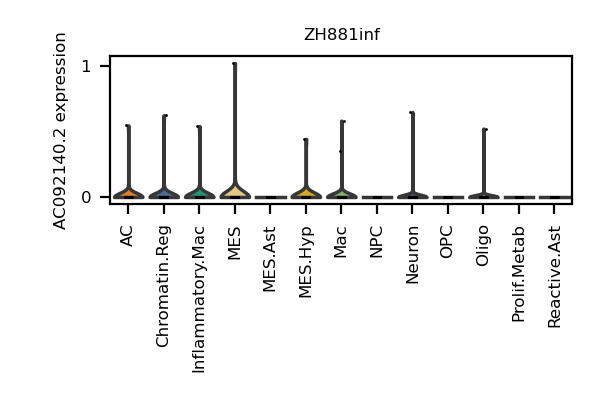 ZH881inf
AC092140.2 expression
1
0
AC
Chromatin.Reg
Inflammatory.Mac
MES
MES.Ast
MES.Hyp
Mac
NPC
Neuron
OPC
Oligo
Prolif.Metab
Reactive.Ast